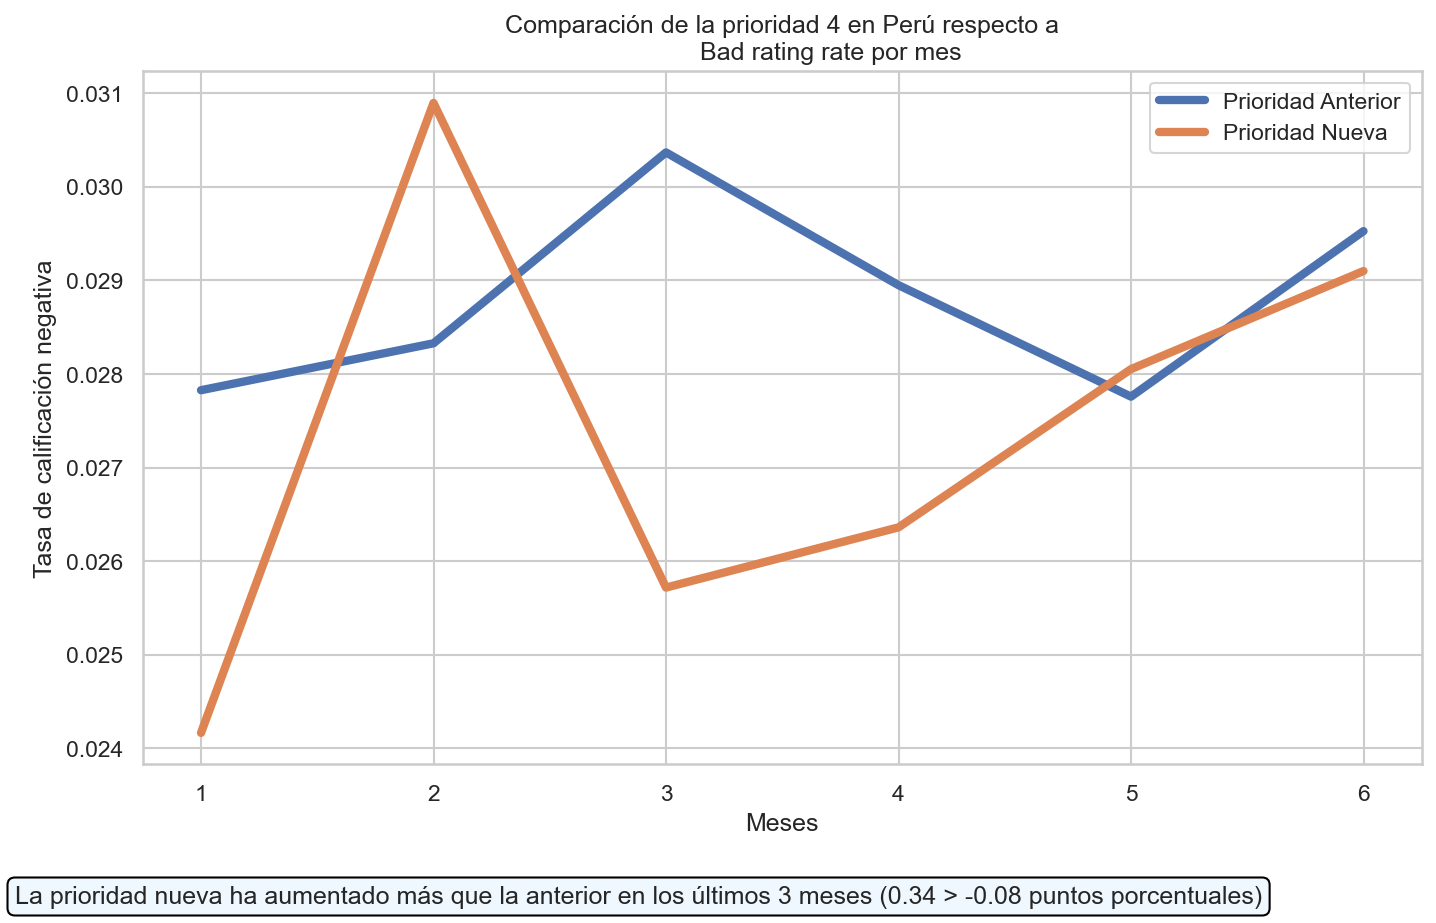 Comparación de la prioridad 4 en Perú respecto a
Bad rating rate por mes
Prioridad Anterior
Prioridad Nueva
Tasa de calificación negativa
0.031
0.030
0.029
0.028
0.027
0.026
0.025
0.024
1 2 3 4 5 6
Meses
La prioridad nueva ha aumentado más que la anterior en los últimos 3 meses (0.34 > -0.08 puntos porcentuales)